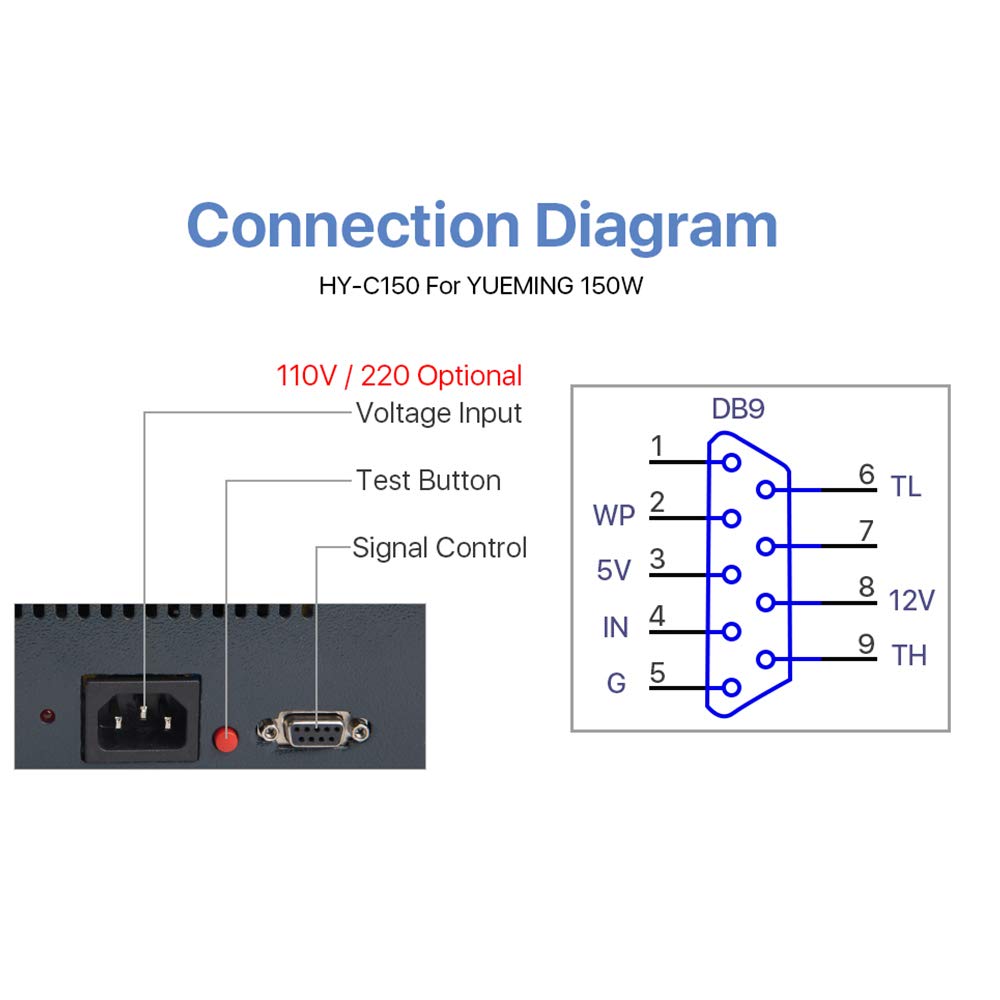 Connection Diagram
HY-C150 For YUEMING 150W
110V / 220 Optional
Voltage Input
Test Button
Signal Control
DB9
1
WP 2
5V 3
IN 4
G 5
6 TL
7
8 12V
9 TH